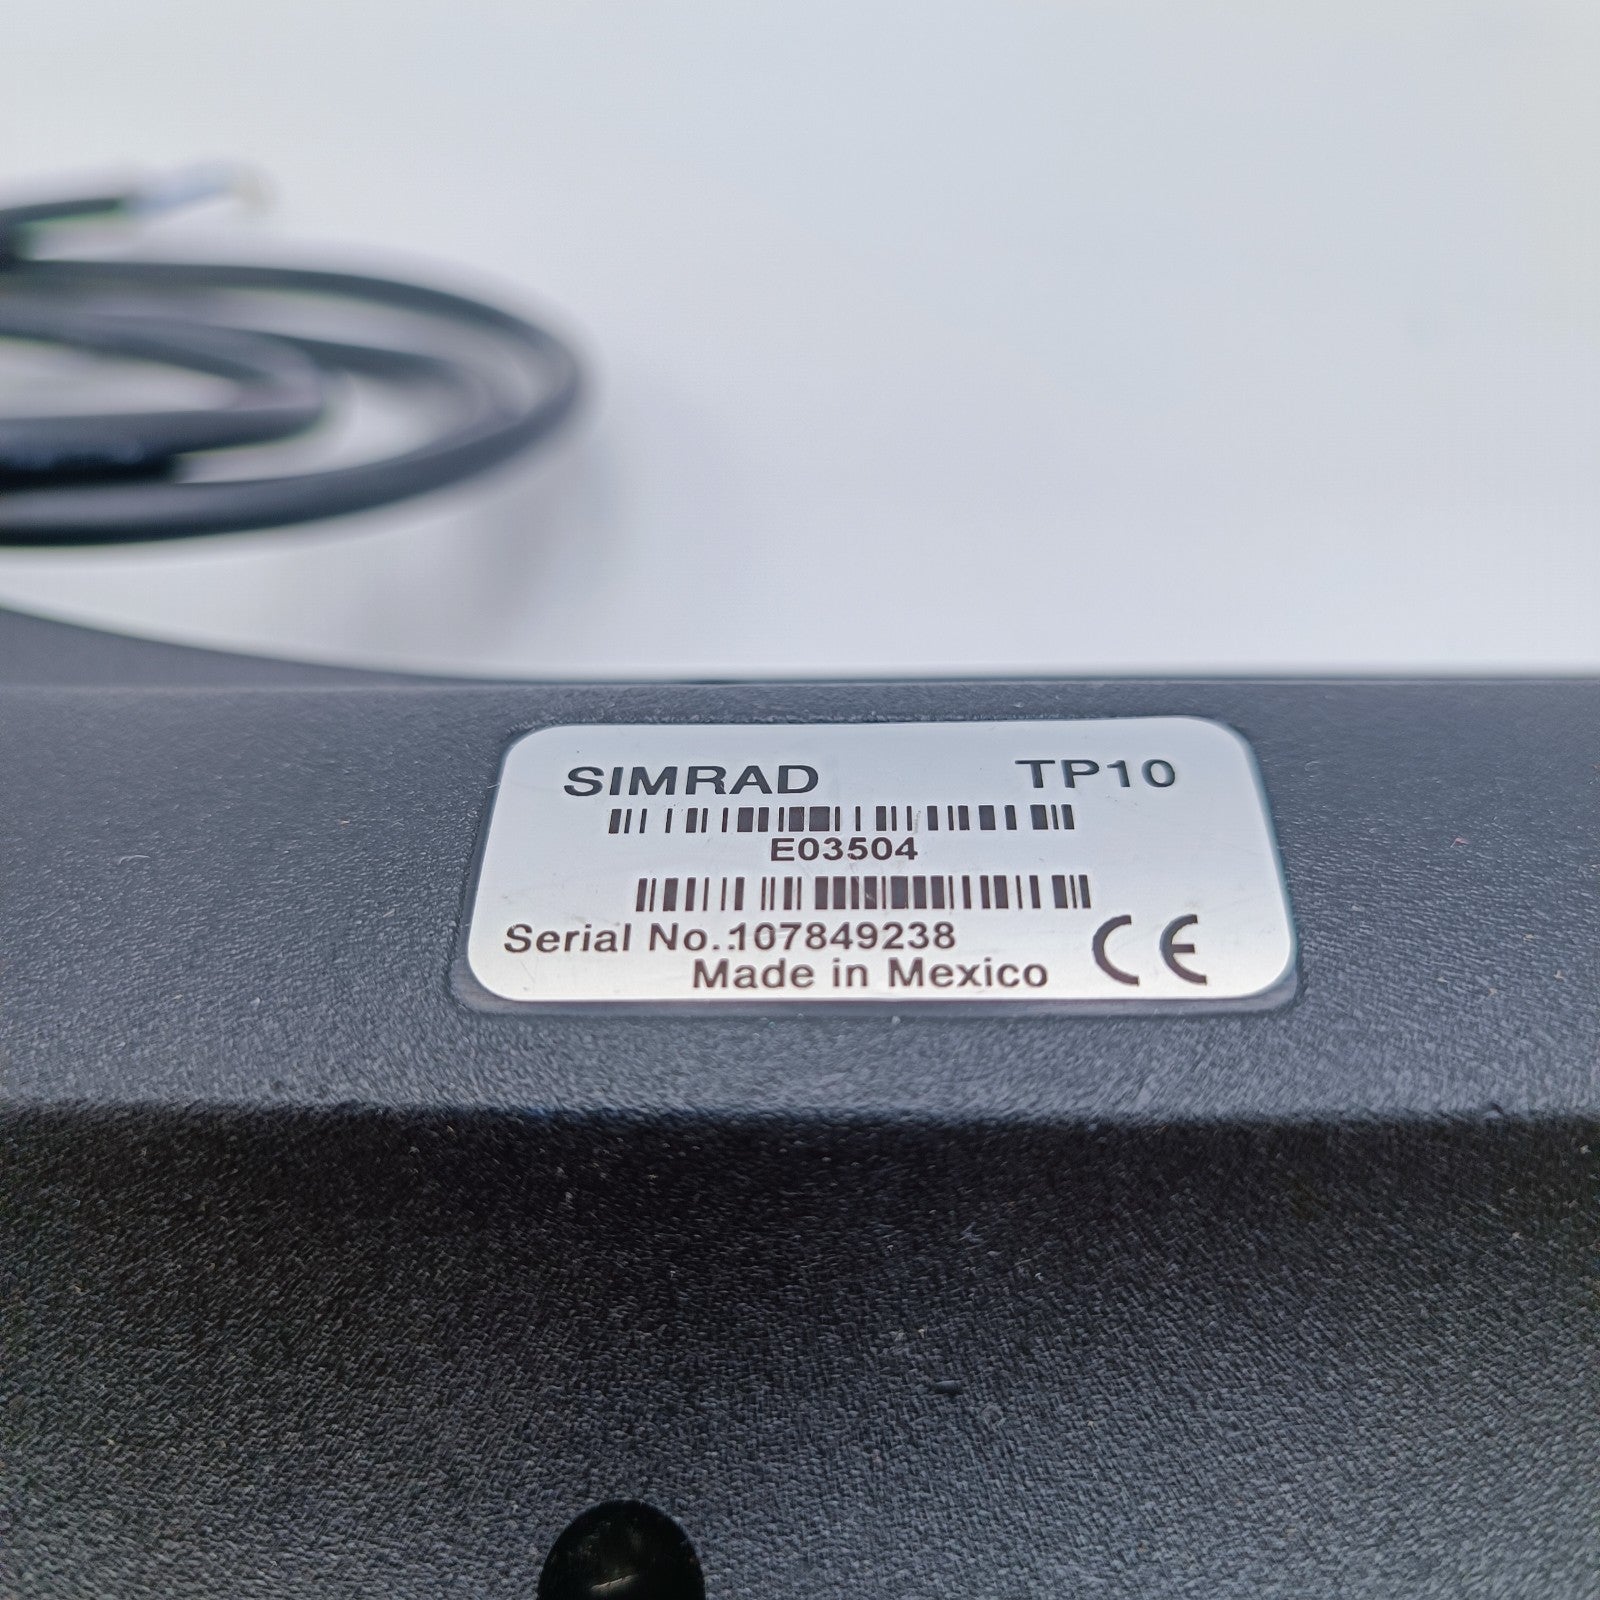 SIMRAD TP10
E03504
Serial No.:107849238
Made in Mexico
CE